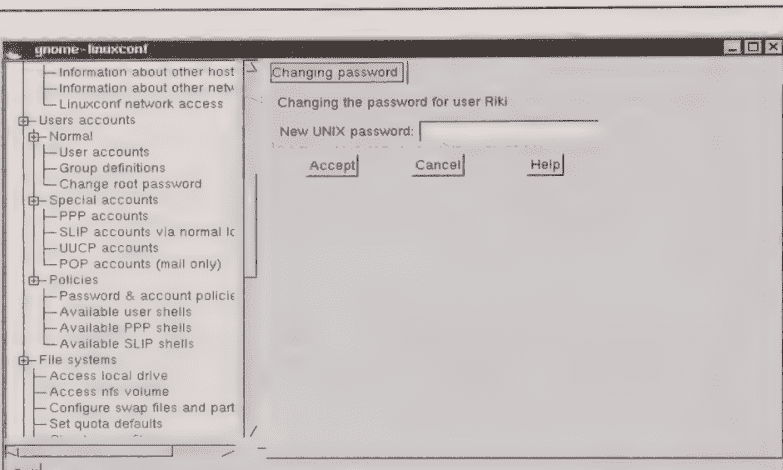 gnome-linuxconf
Information about other host
Information about other netw
Linuxconf network access
Users accounts
Normal
User accounts
Group definitions
Change root password
Special accounts
PPP accounts
SLIP accounts via normal lo
UUCP accounts
POP accounts (mail only)
Policies
Password & account policie
Available user shells
Available PPP shells
Available SLIP shells
File systems
Access local drive
Access nfs volume
Configure swap files and part
Set quota defaults
Changing password
Changing the password for user Riki
New UNIX password:
Accept Cancel Help